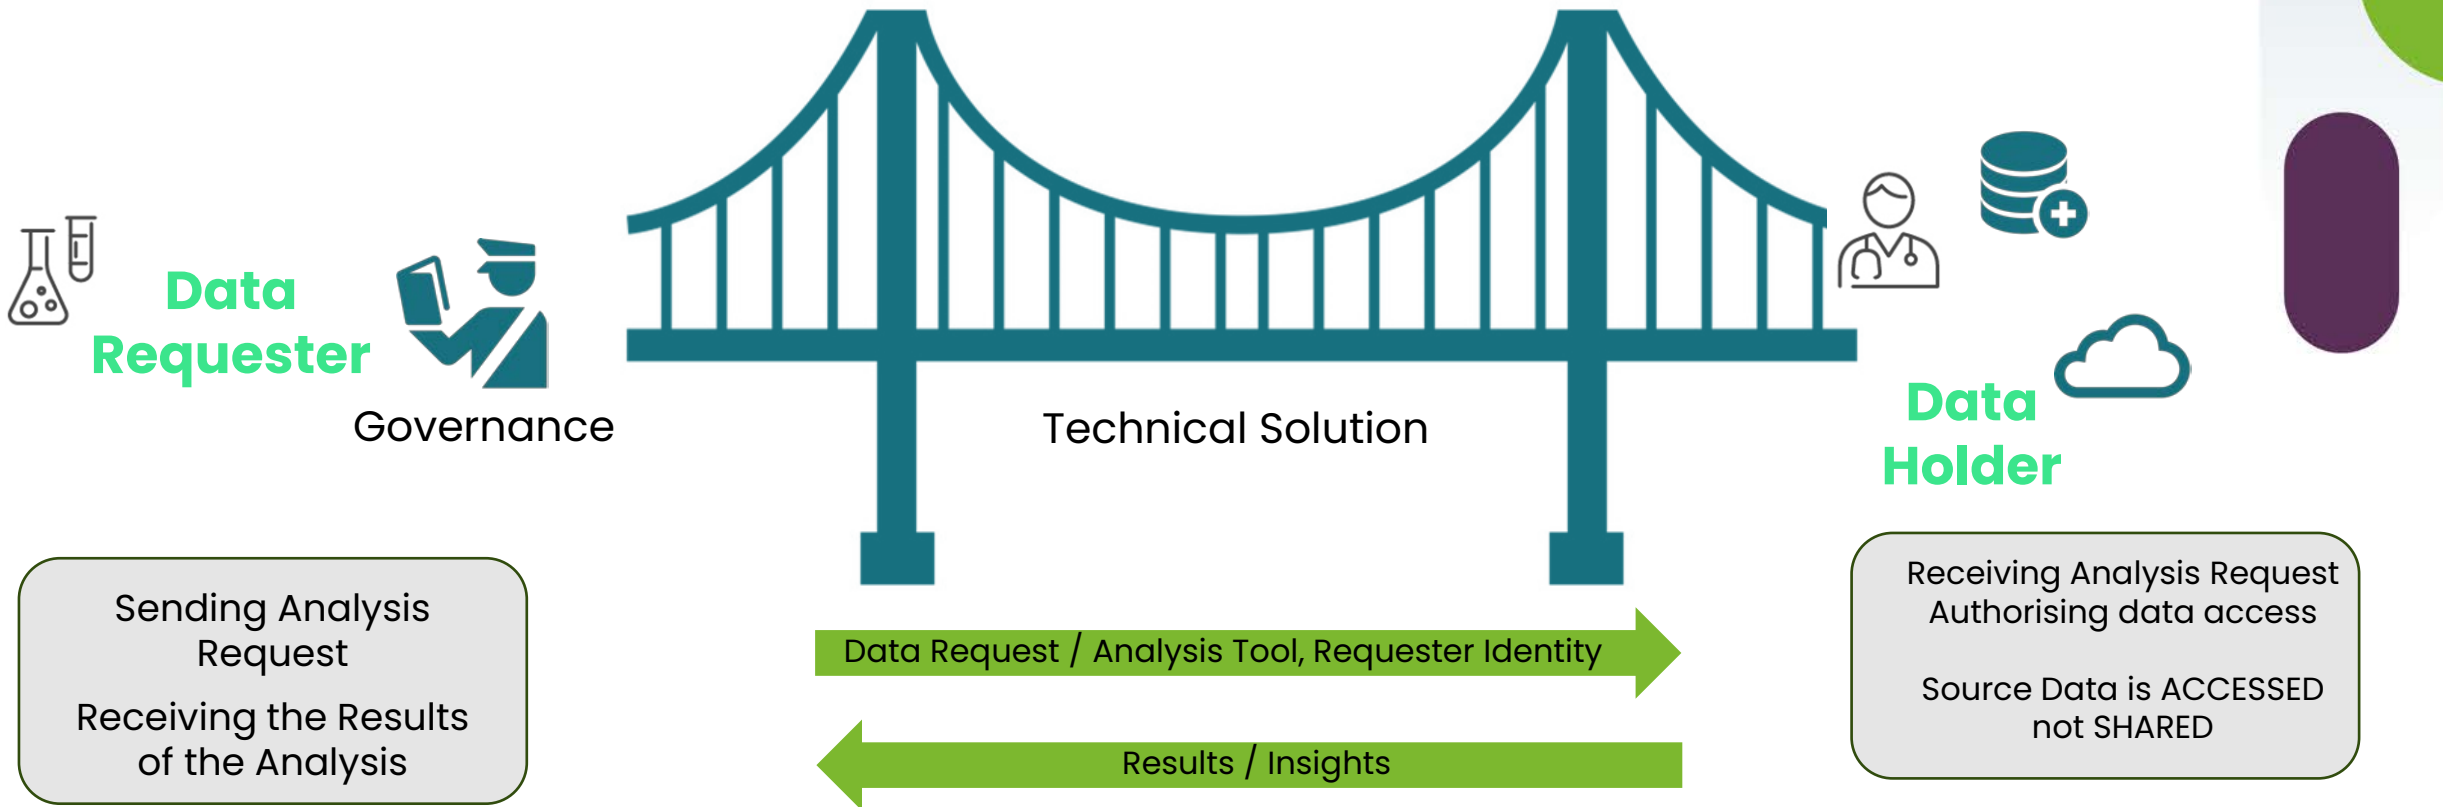 Data
Requester
Governance
Technical Solution
Data
Holder
Sending Analysis
Request
Receiving the Results
of the Analysis
Data Request / Analysis Tool, Requester Identity
Results / Insights
Receiving Analysis Request
Authorising data access
Source Data is ACCESSED
not SHARED